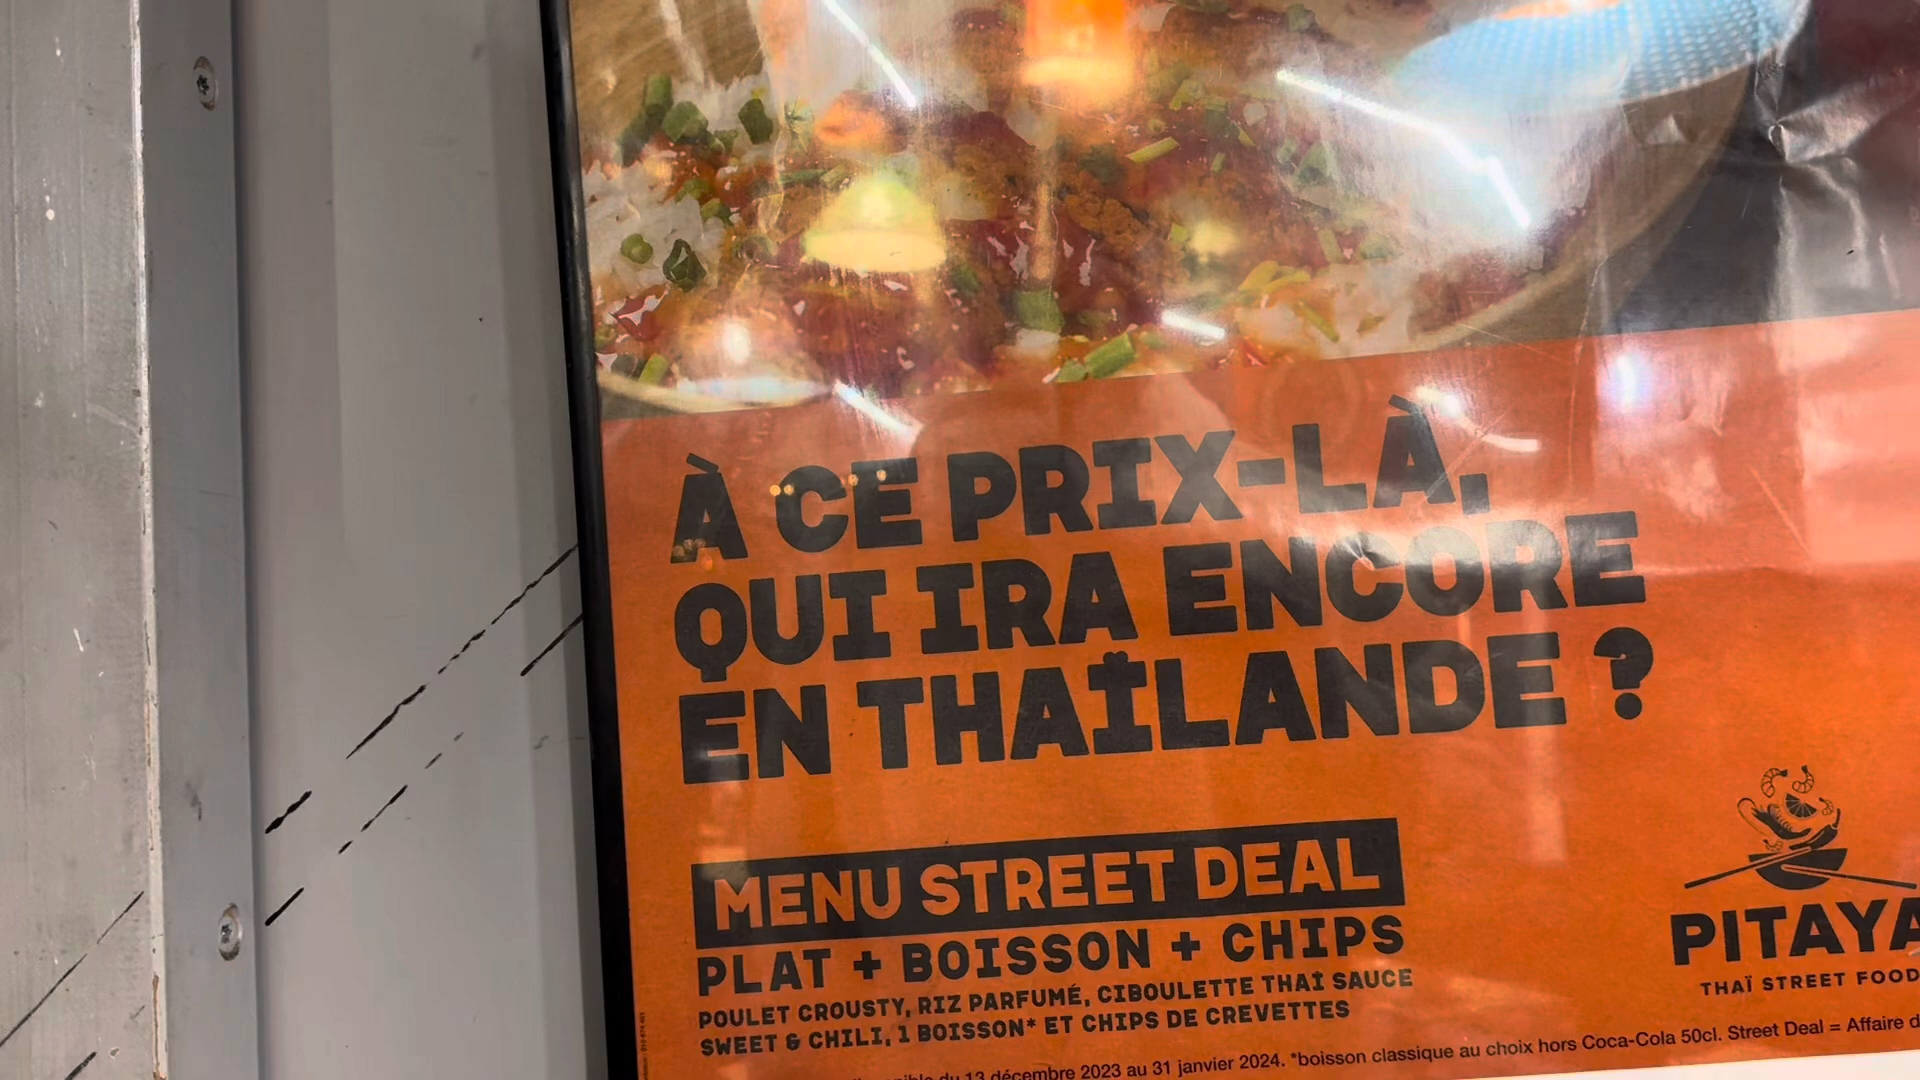 À CE PRIX-LÀ,
QUI IRA ENCORE
EN THAÏLANDE ?
MENU STREET DEAL
PLAT + BOISSON + CHIPS
POULET CROUSTY, RIZ PARFUMÉ, CIBOULETTE THAÏ SAUCE
SWEET & CHILI, 1 BOISSON* ET CHIPS DE CREVETTES
du 13 décembre 2023 au 31 janvier 2024. *boisson classique au choix hors Coca-Cola 50cl. Street Deal = Affaire d
PITAYA
THAÏ STREET FOOD